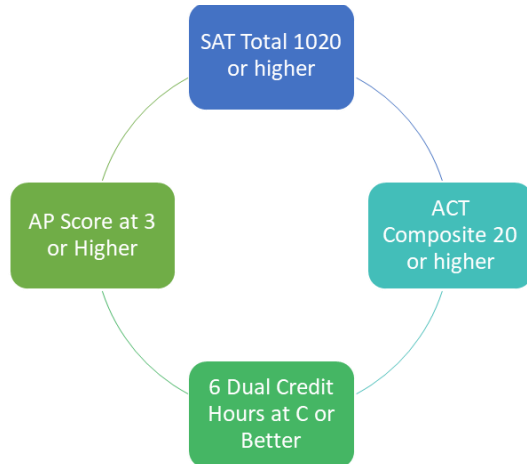 SAT Total 1020
or higher
ACT
Composite 20
or higher
6 Dual Credit
Hours at C or
Better
AP Score at 3
or Higher